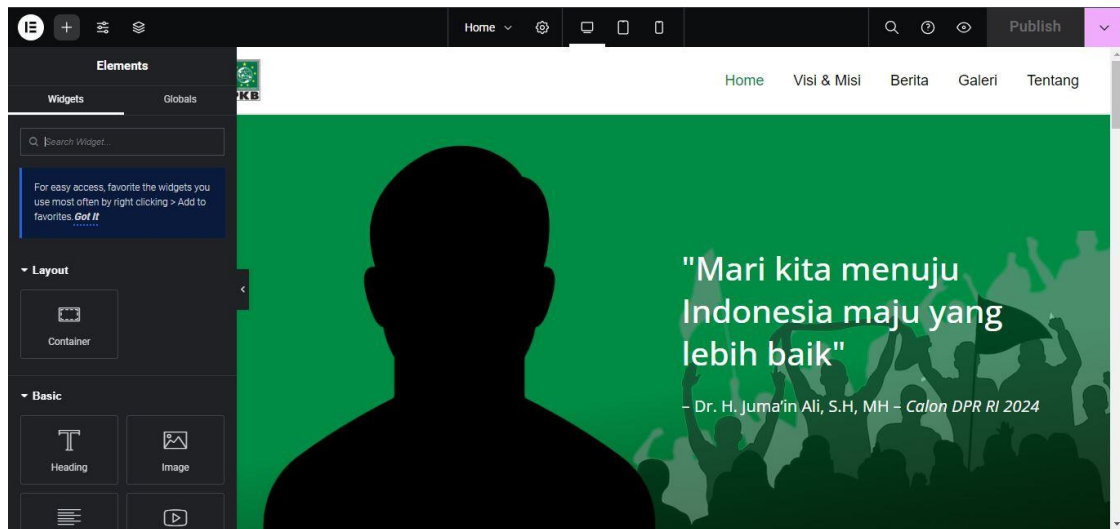 Home
Publish
Elements
Widgets Globals
Search Widget...
For easy access, favorite the widgets you
use most often by right clicking > Add to
favorites. Got It
Layout
Container
Basic
Heading Image
PKB
Home Visi & Misi Berita Galeri Tentang
"Mari kita menuju
Indonesia maju yang
lebih baik"
– Dr. H. Juma'in Ali, S.H, MH – Calon DPR RI 2024